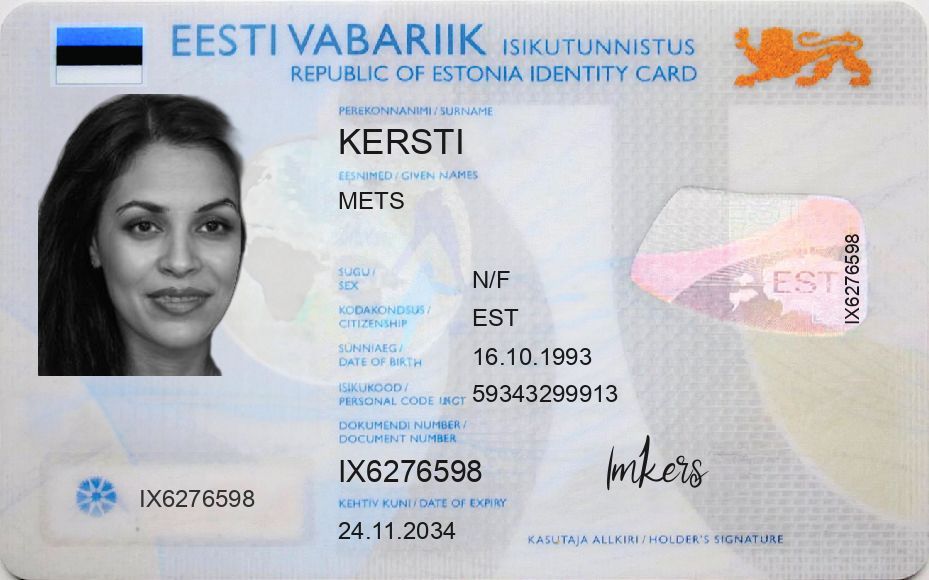 EESTI VABARIIK ISIKUTUNNISTUS
REPUBLIC OF ESTONIA IDENTITY CARD
PEREKONNANIMI / SURNAME
KERSTI
EESNIMED / GIVEN NAMES
METS
SUGU /
SEX
N/F
KODAKONDSUS /
CITIZENSHIP
EST
SÜNNIAEG /
DATE OF BIRTH
16.10.1993
ISIKUKOOD /
PERSONAL CODE
59343299913
DOKUMENDI NUMBER /
DOCUMENT NUMBER
IX6276598
KEHTIV KUNI / DATE OF EXPIRY
24.11.2034
IX6276598
EST
IX6276598
KASUTAJA ALLKIRI / HOLDER'S SIGNATURE